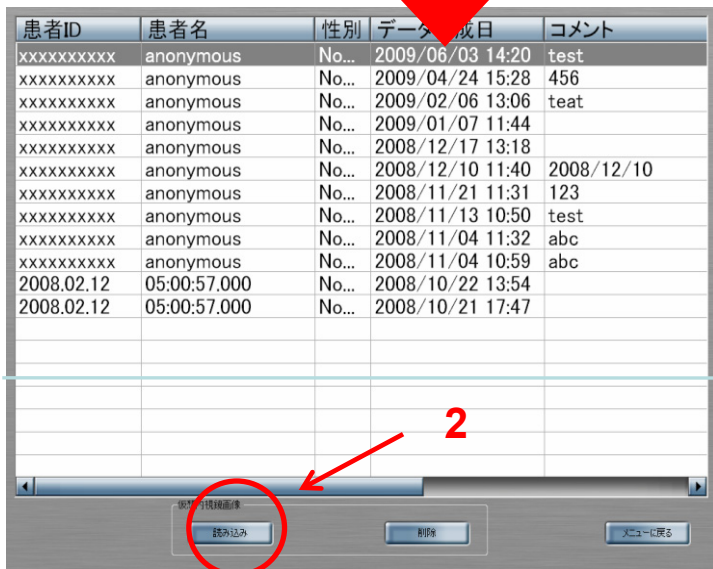 患者ID 患者名 性別 データ 成日 コメント
xxxxxxxxxx anonymous No... 2009/06/03 14:20 test
xxxxxxxxxx anonymous No... 2009/04/24 15:28 456
xxxxxxxxxx anonymous No... 2009/02/06 13:06 teat
xxxxxxxxxx anonymous No... 2009/01/07 11:44
xxxxxxxxxx anonymous No... 2008/12/17 13:18
xxxxxxxxxx anonymous No... 2008/12/10 11:40 2008/12/10
xxxxxxxxxx anonymous No... 2008/11/21 11:31 123
xxxxxxxxxx anonymous No... 2008/11/13 10:50 test
xxxxxxxxxx anonymous No... 2008/11/04 11:32 abc
xxxxxxxxxx anonymous No... 2008/11/04 10:59 abc
2008.02.12 05:00:57.000 No... 2008/10/22 13:54
2008.02.12 05:00:57.000 No... 2008/10/21 17:47
2
仮想内視鏡画像
読み込み 削除 メニューに戻る